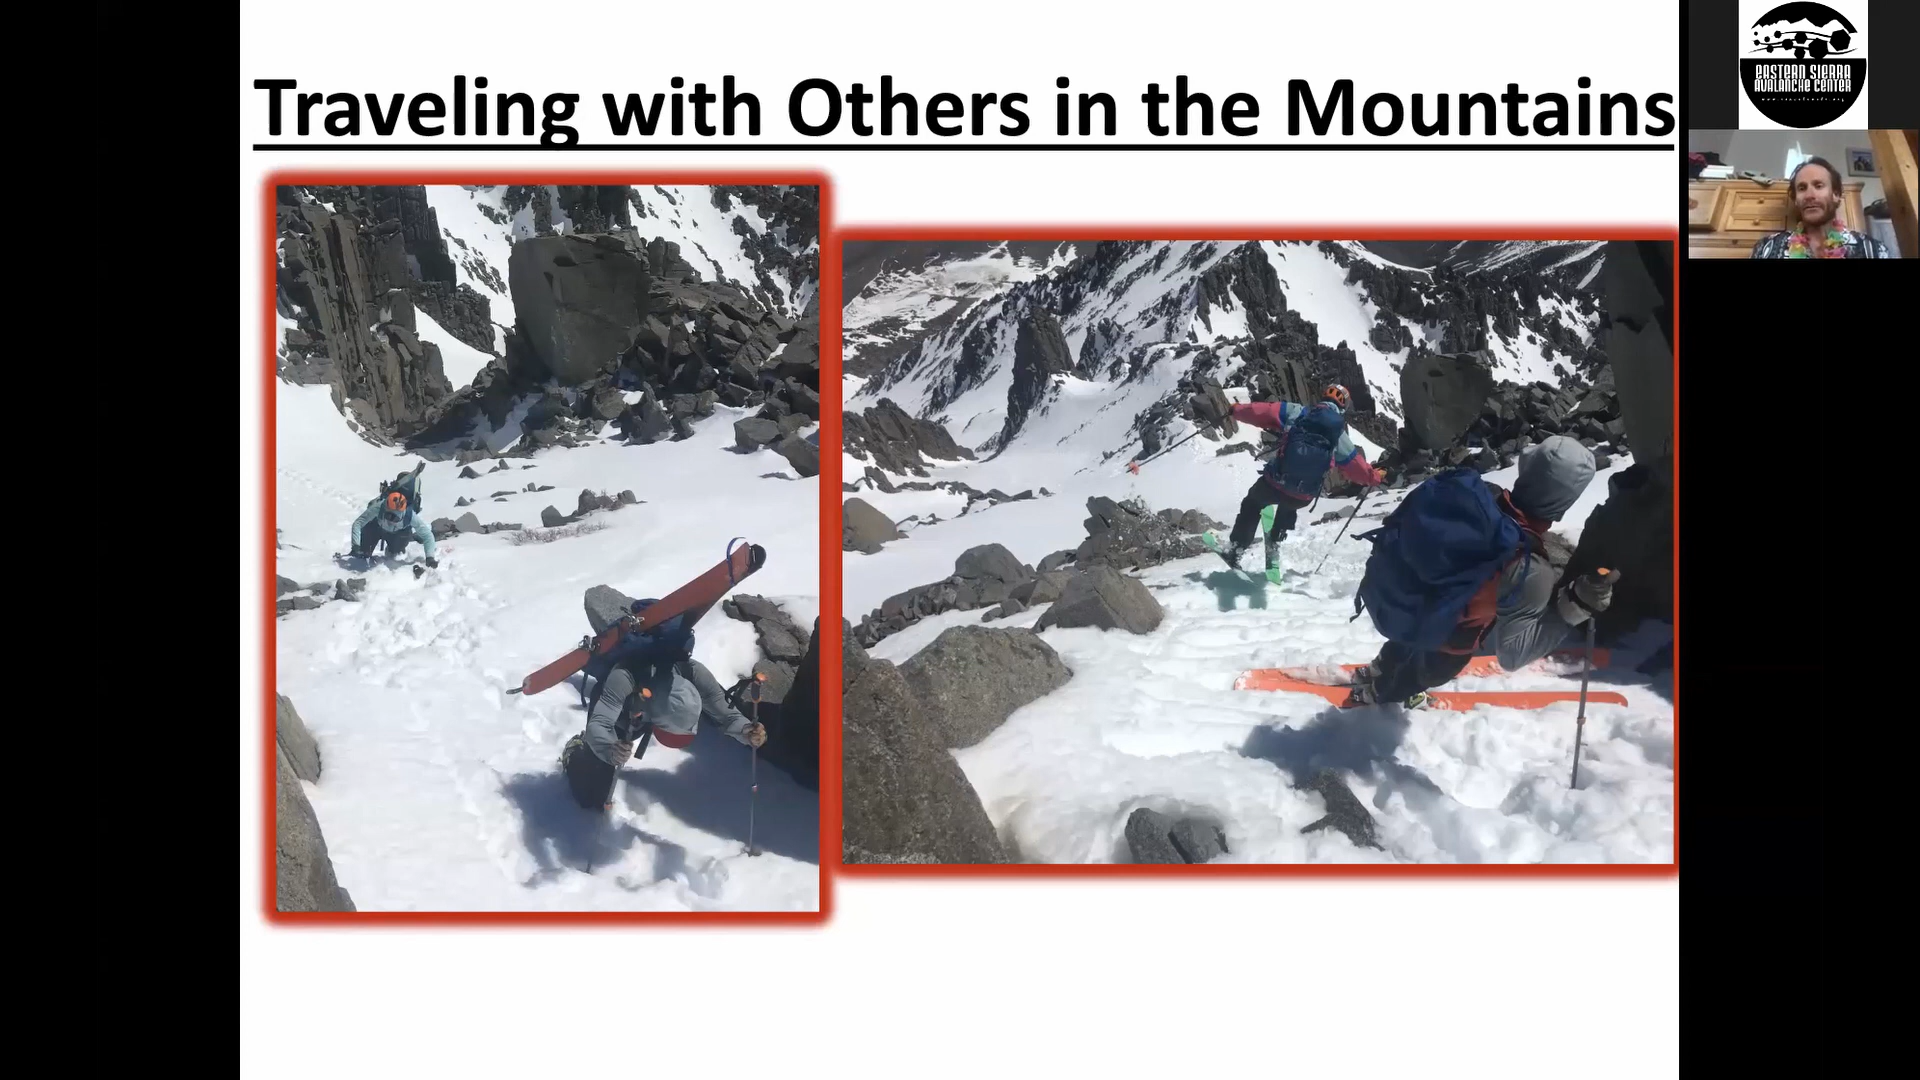 Traveling with Others in the Mountains
EASTERN SIERRA
AVALANCHE CENTER